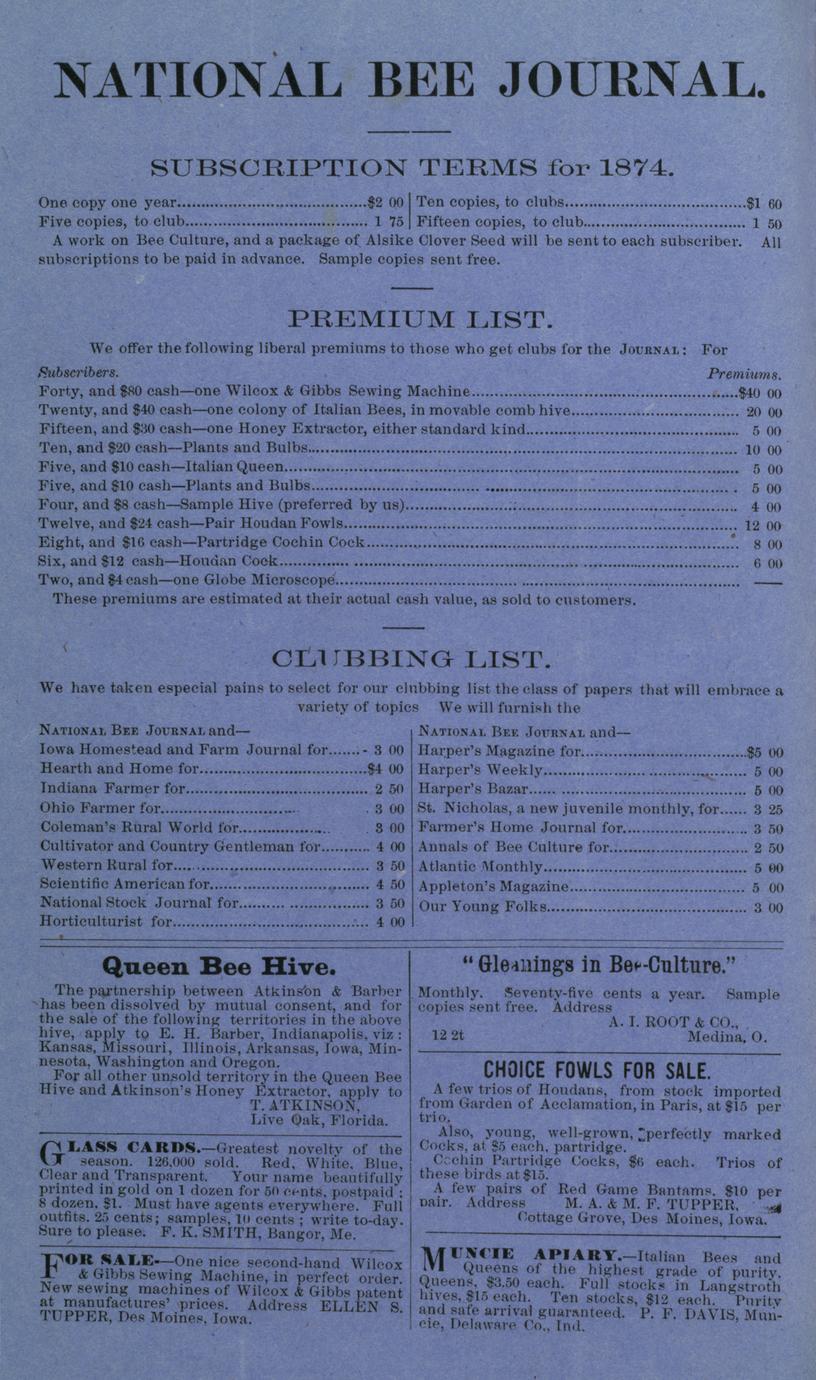 NATIONAL BEE JOURNAL.
SUBSCRIPTION TERMS for 1874.
One copy one year.......................................$2 00
Five copies, to club..................................... 1 75
Ten copies, to clubs.....................................$1 60
Fifteen copies, to club................................. 1 50
A work on Bee Culture, and a package of Alsike Clover Seed will be sent to each subscriber. All
subscriptions to be paid in advance. Sample copies sent free.
PREMIUM LIST.
We offer the following liberal premiums to those who get clubs for the JOURNAL: For
Subscribers. Premiums.
Forty, and $80 cash—one Wilcox & Gibbs Sewing Machine.......................................................$40 00
Twenty, and $40 cash—one colony of Italian Bees, in movable comb hive................................... 20 00
Fifteen, and $30 cash—one Honey Extractor, either standard kind............................................ 5 00
Ten, and $20 cash—Plants and Bulbs......................................................................................... 10 00
Five, and $10 cash—Italian Queen............................................................................................. 5 00
Five, and $10 cash—Plants and Bulbs........................................................................................ 5 00
Four, and $8 cash—Sample Hive (preferred by us)..................................................................... 4 00
Twelve, and $24 cash—Pair Houdan Fowls................................................................................. 12 00
Eight, and $16 cash—Partridge Cochin Cock............................................................................. 8 00
Six, and $12 cash—Houdan Cock............................................................................................... 6 00
Two, and $4 cash—one Globe Microscope.................................................................................. ——
These premiums are estimated at their actual cash value, as sold to customers.
CLUBBING LIST.
We have taken especial pains to select for our clubbing list the class of papers that will embrace a
variety of topics We will furnish the
NATIONAL BEE JOURNAL and—
Iowa Homestead and Farm Journal for.......- 3 00
Hearth and Home for...................................$4 00
Indiana Farmer for...................................... 2 50
Ohio Farmer for............................ . 3 00
Coleman's Rural World for................... . 3 00
Cultivator and Country Gentleman for........... 4 00
Western Rural for........................................ 3 50
Scientific American for................................. 4 50
National Stock Journal for.......... ................ 3 50
Horticulturist for........................................ 4 00
NATIONAL BEE JOURNAL and—
Harper's Magazine for..................................$5 00
Harper's Weekly...................... .................... 5 00
Harper's Bazar...... ...................................... 5 00
St. Nicholas, a new juvenile monthly, for...... 3 25
Farmer's Home Journal for.......................... 3 50
Annals of Bee Culture for............................ 2 50
Atlantic Monthly.......................................... 5 00
Appleton's Magazine.................................... 5 00
Our Young Folks......................................... 3 00
Queen Bee Hive.
The partnership between Atkinson & Barber
has been dissolved by mutual consent, and for
the sale of the following territories in the above
hive, apply to E. H. Barber, Indianapolis, viz:
Kansas, Missouri, Illinois, Arkansas, Iowa, Min-
nesota, Washington and Oregon.
For all other unsold territory in the Queen Bee
Hive and Atkinson's Honey Extractor, apply to
T. ATKINSON,
Live Oak, Florida.
GLASS CARDS.—Greatest novelty of the
season. 126,000 sold. Red, White, Blue,
Clear and Transparent. Your name beautifully
printed in gold on 1 dozen for 50 cents, postpaid;
8 dozen, $1. Must have agents everywhere. Full
outfits, 25 cents; samples, 10 cents; write to-day.
Sure to please. F. K. SMITH, Bangor, Me.
FOR SALE.—One nice second-hand Wilcox
& Gibbs Sewing Machine, in perfect order.
New sewing machines of Wilcox & Gibbs patent
at manufactures' prices. Address ELLEN S.
TUPPER, Des Moines, Iowa.
"Gleanings in Bee-Culture."
Monthly. Seventy-five cents a year. Sample
copies sent free. Address
A. I. ROOT & CO.,
12 2t Medina, O.
CHOICE FOWLS FOR SALE.
A few trios of Houdans, from stock imported
from Garden of Acclamation, in Paris, at $15 per
trio.
Also, young, well-grown, perfectly marked
Cocks, at $5 each, partridge.
Cochin Partridge Cocks, $6 each. Trios of
these birds at $15.
A few pairs of Red Game Bantams, $10 per
pair. Address M. A. & M. F. TUPPER,
Cottage Grove, Des Moines, Iowa.
MUNCIE APIARY.—Italian Bees and
Queens of the highest grade of purity.
Queens, $3.50 each. Full stocks in Langstroth
hives, $15 each. Ten stocks, $12 each. Purity
and safe arrival guaranteed. P. F. DAVIS, Mun-
cie, Delaware Co., Ind.